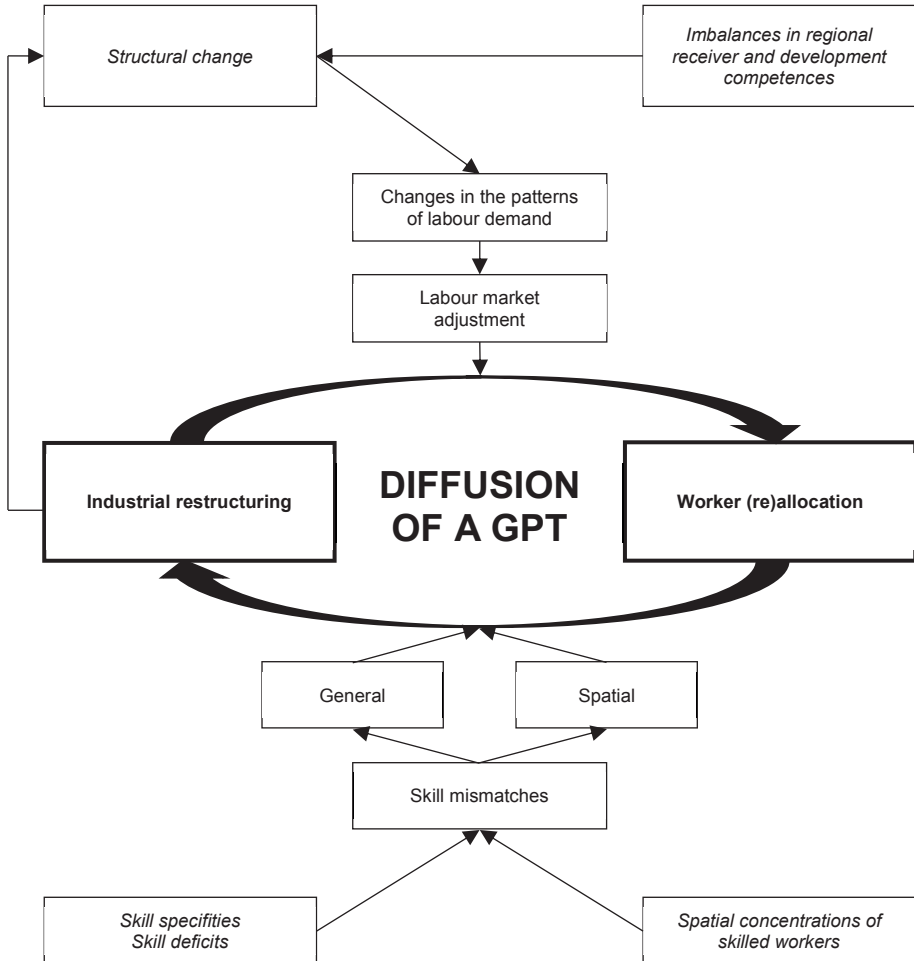 Structural change
Imbalances in regional
receiver and development
competences
Changes in the patterns
of labour demand
Labour market
adjustment
Industrial restructuring
DIFFUSION
OF A GPT
Worker (re)allocation
General
Spatial
Skill mismatches
Skill specifities
Skill deficits
Spatial concentrations of
skilled workers